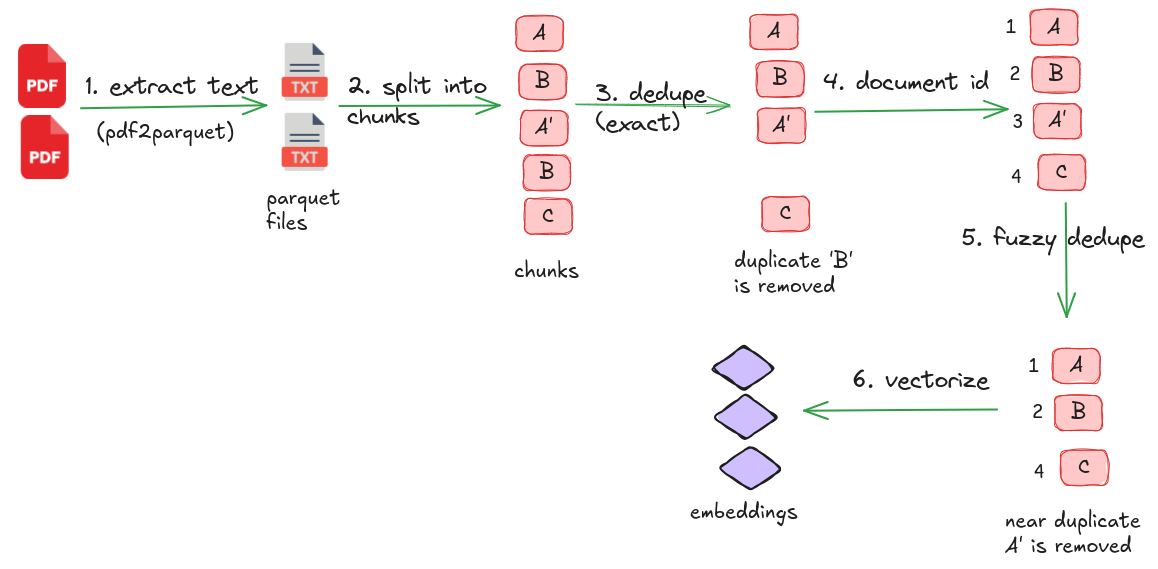 PDF
PDF
1. extract text
(pdf2parquet)
TXT
TXT
parquet
files
2. split into
chunks
A
B
A'
B
C
chunks
3. dedupe
(exact)
A
B
A'
C
duplicate 'B'
is removed
4. document id
1 A
2 B
3 A'
4 C
5. fuzzy dedupe
1 A
2 B
4 C
near duplicate
A' is removed
6. vectorize
embeddings